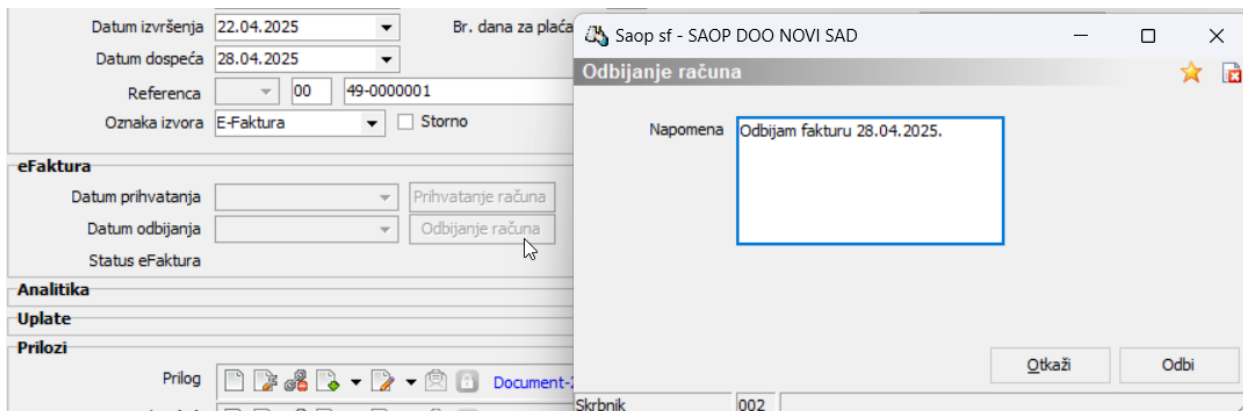 Datum izvršenja 22.04.2025 Br. dana za plaća
Datum dospeća 28.04.2025
Referenca 00 49-0000001
Oznaka izvora E-Faktura Storno
eFaktura
Datum prihvatanja Prihvatanje računa
Datum odbijanja Odbijanje računa
Status eFaktura
Analitika
Uplate
Prilozi
Prilog Document-
Saop sf - SAOP DOO NOVI SAD
Odbijanje računa
Napomena Odbijam fakturu 28.04.2025.
Otkaži Odbi
Skrbnik 002